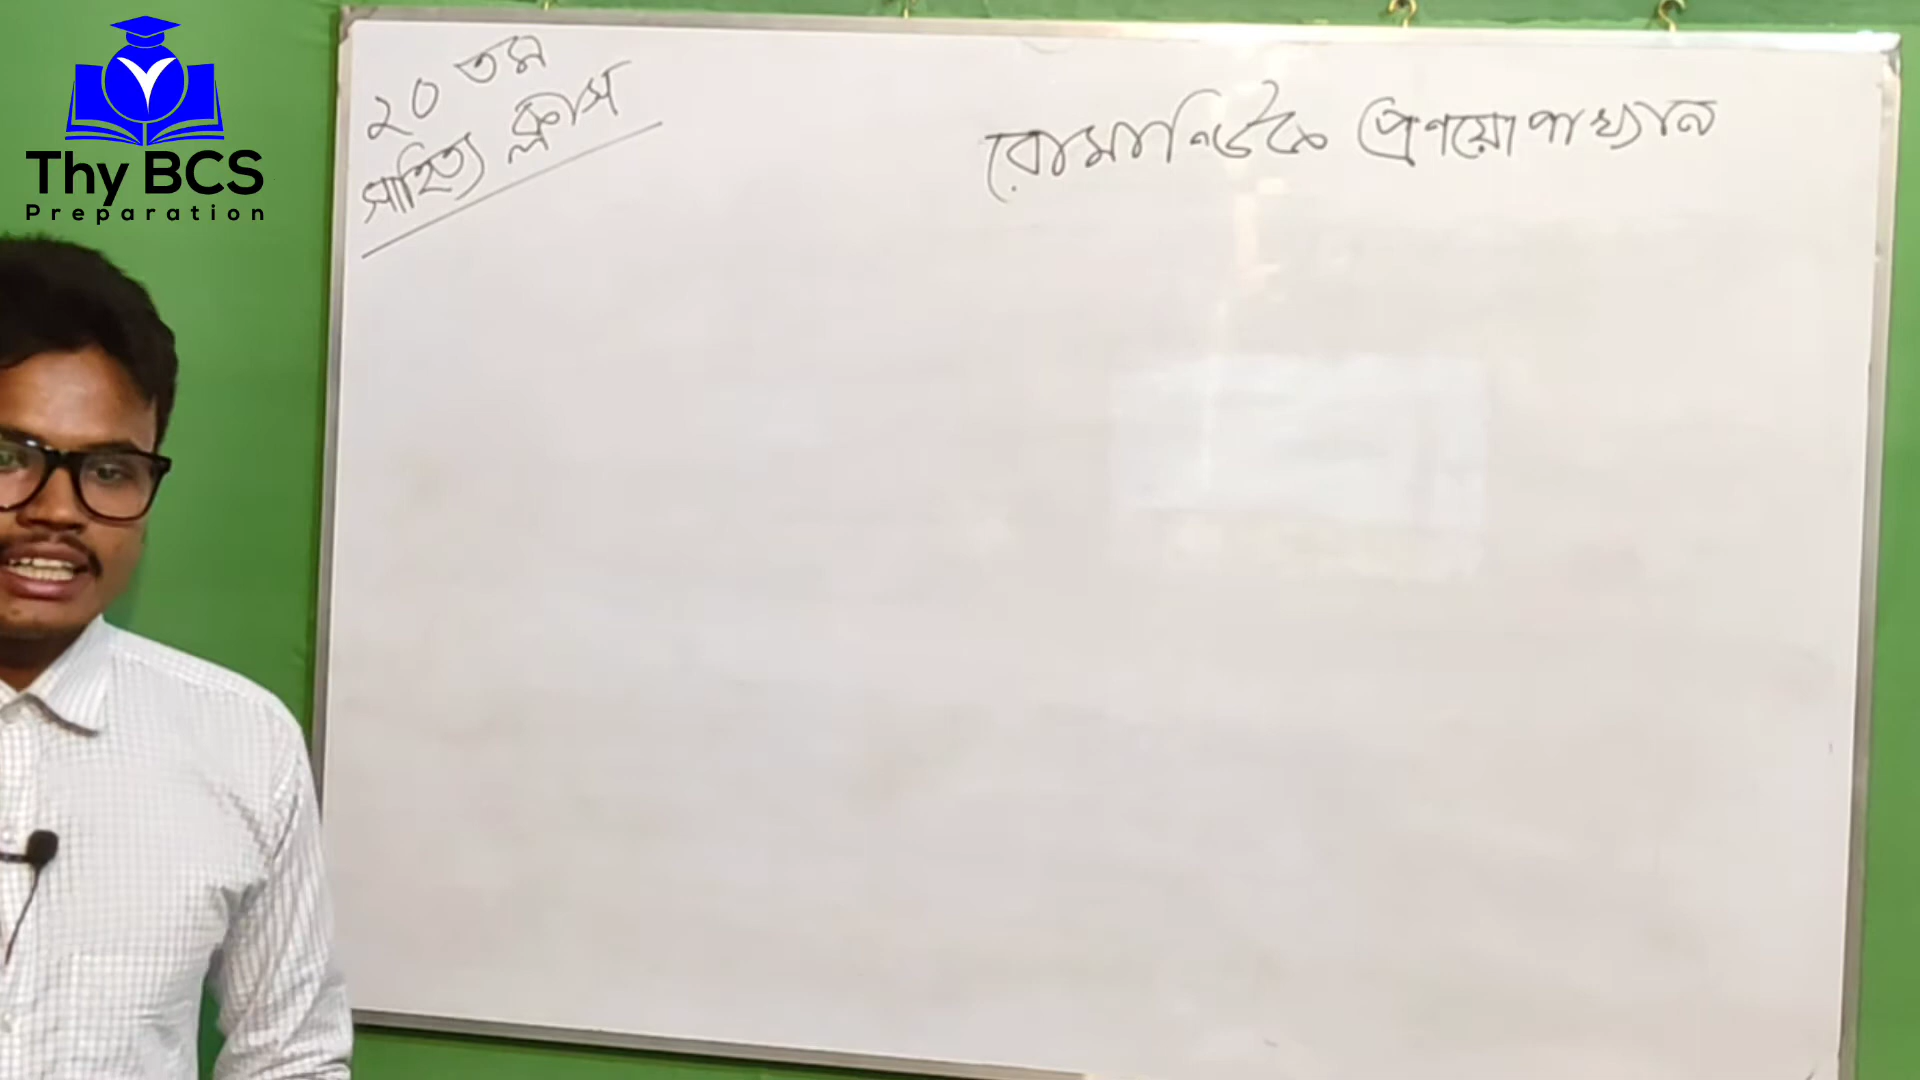 Thy BCS
Preparation
২০ তম
সাহিত্য ক্লাস
রোমান্টিক প্রণয়োপাখ্যান